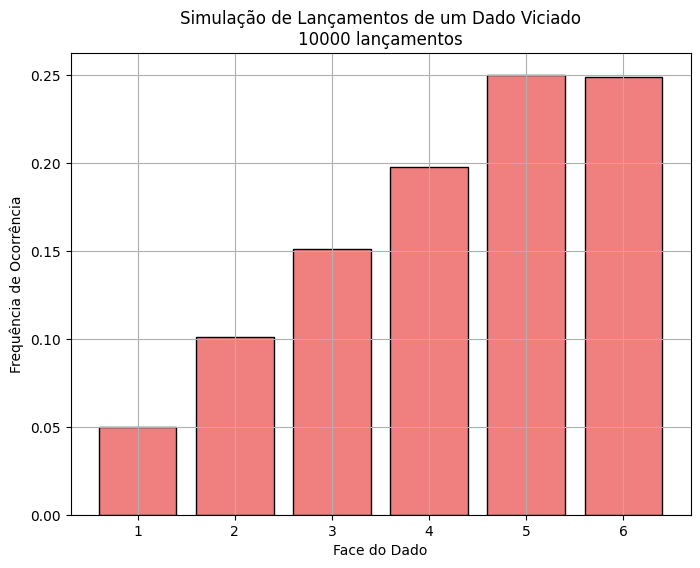 Simulação de Lançamentos de um Dado Viciado
10000 lançamentos
Frequência de Ocorrência
0.25
0.20
0.15
0.10
0.05
0.00
1 2 3 4 5 6
Face do Dado